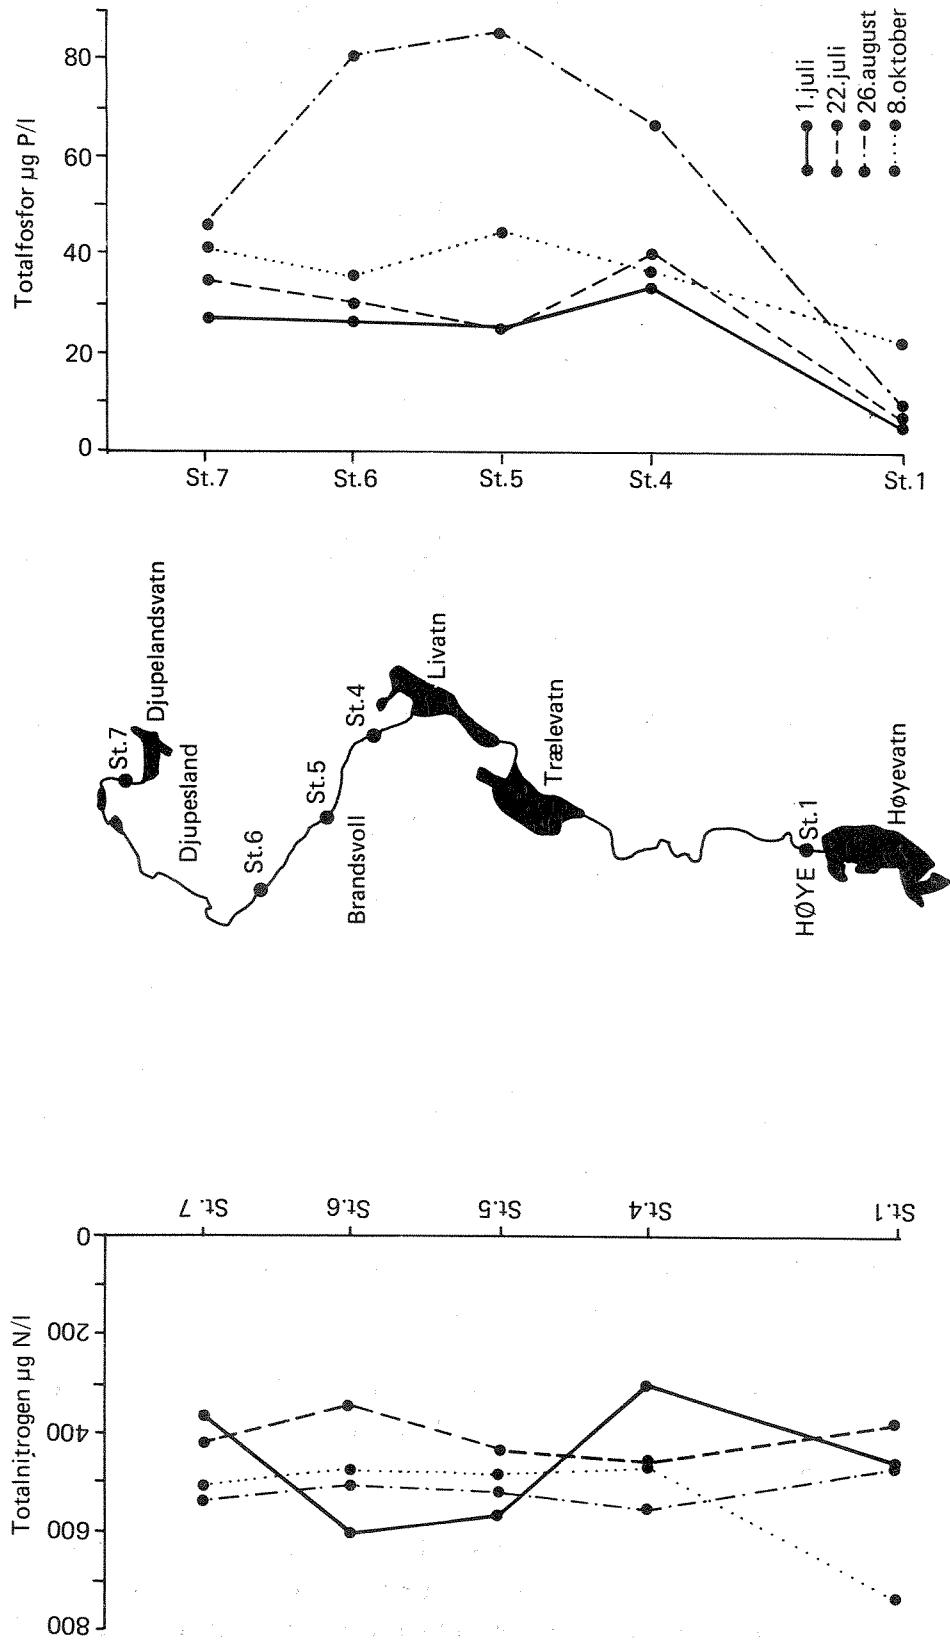 Totalfosfor µg P/l
80
60
40
20
0
St.7
St.6
St.5
St.4
St.1
1.juli
22.juli
26.august
8.oktober
St.7
Djupelandsvatn
Djupesland
St.6
St.5
Brandsvoll
St.4
Livatn
Trælevatn
HØYE
St.1
Høyevatn
Totalnitrogen µg N/l
0
200
400
600
800
St.7
St.6
St.5
St.4
St.1